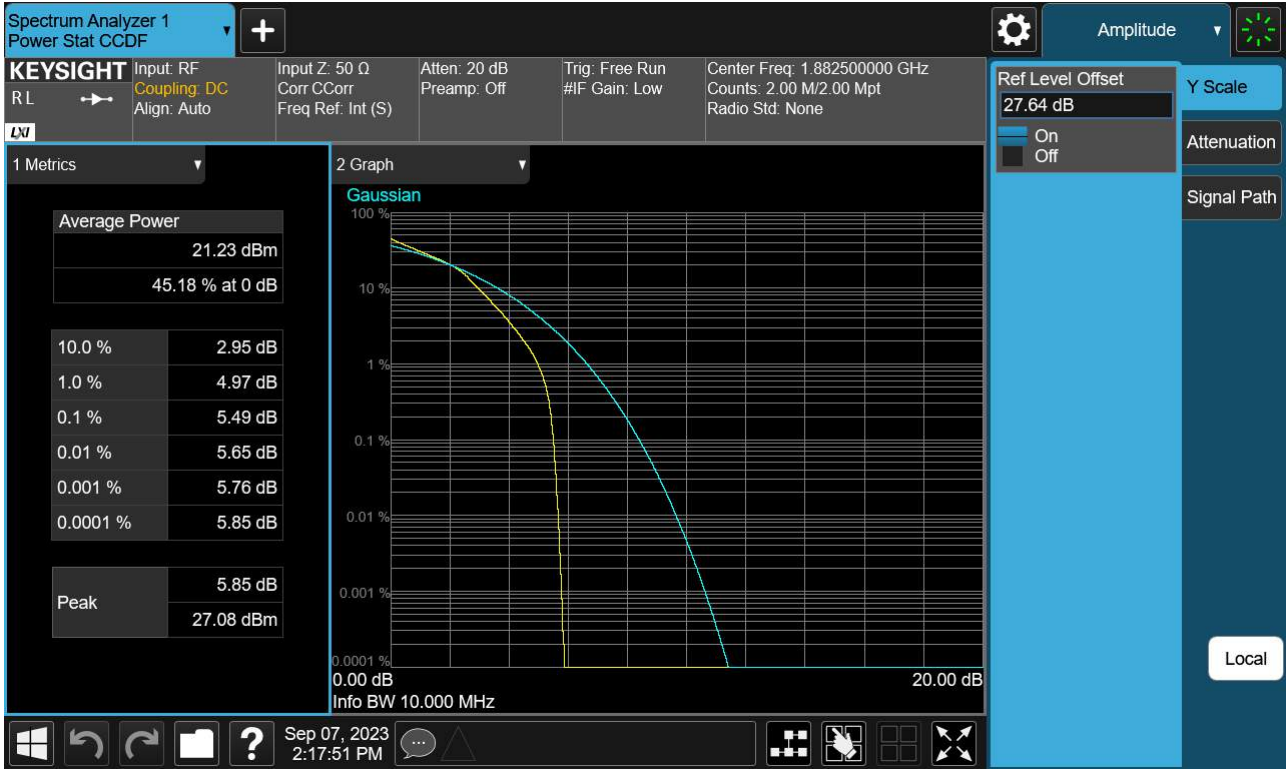 Spectrum Analyzer 1
Power Stat CCDF
▼
+
Amplitude
▼
KEYSIGHT
RL
LXI
Input: RF
Coupling: DC
Align: Auto
Input Z: 50 Ω
Corr CCorr
Freq Ref: Int (S)
Atten: 20 dB
Preamp: Off
Trig: Free Run
#IF Gain: Low
Center Freq: 1.882500000 GHz
Counts: 2.00 M/2.00 Mpt
Radio Std: None
Ref Level Offset
27.64 dB
On
Off
Y Scale
Attenuation
Signal Path
Local
1 Metrics
▼
Average Power
21.23 dBm
45.18 % at 0 dB
10.0 % 2.95 dB
1.0 % 4.97 dB
0.1 % 5.49 dB
0.01 % 5.65 dB
0.001 % 5.76 dB
0.0001 % 5.85 dB
Peak
5.85 dB
27.08 dBm
2 Graph
▼
Gaussian
100 %
10 %
1 %
0.1 %
0.01 %
0.001 %
0.0001 %
0.00 dB 20.00 dB
Info BW 10.000 MHz
?
Sep 07, 2023
2:17:51 PM
...